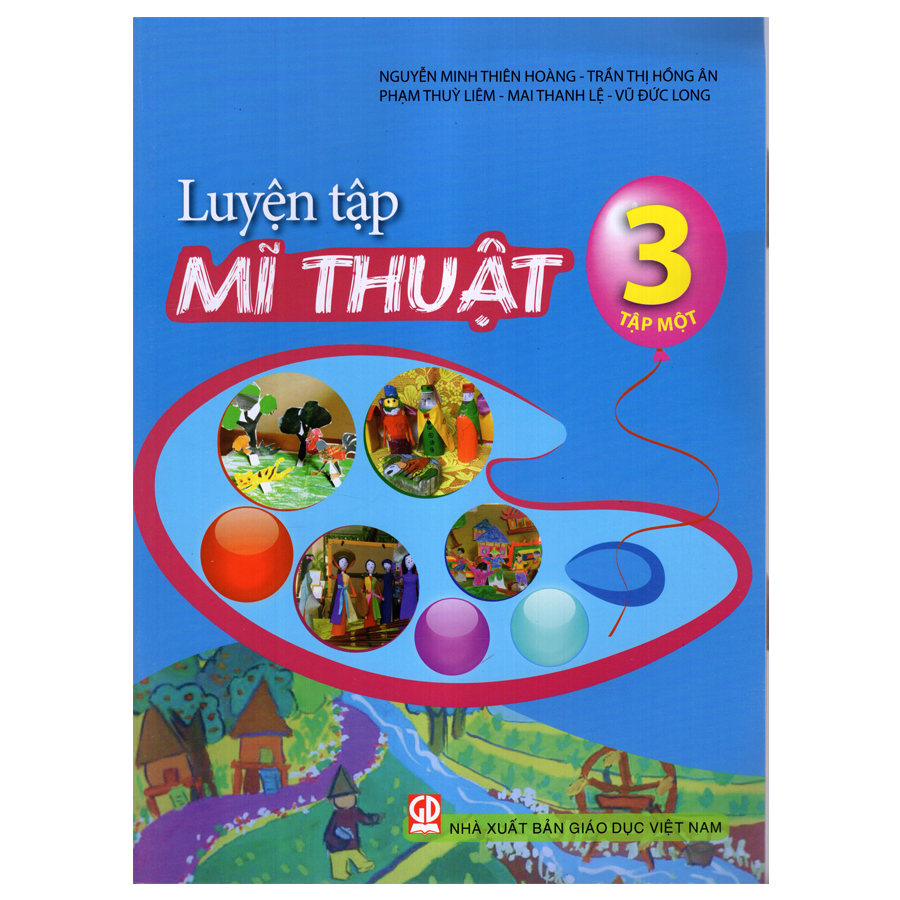 NGUYỄN MINH THIÊN HOÀNG - TRẦN THỊ HỒNG ÂN
PHẠM THUỲ LIÊM - MAI THANH LỆ - VŨ ĐỨC LONG
Luyện tập
MĨ THUẬT
3
TẬP MỘT
GD
NHÀ XUẤT BẢN GIÁO DỤC VIỆT NAM